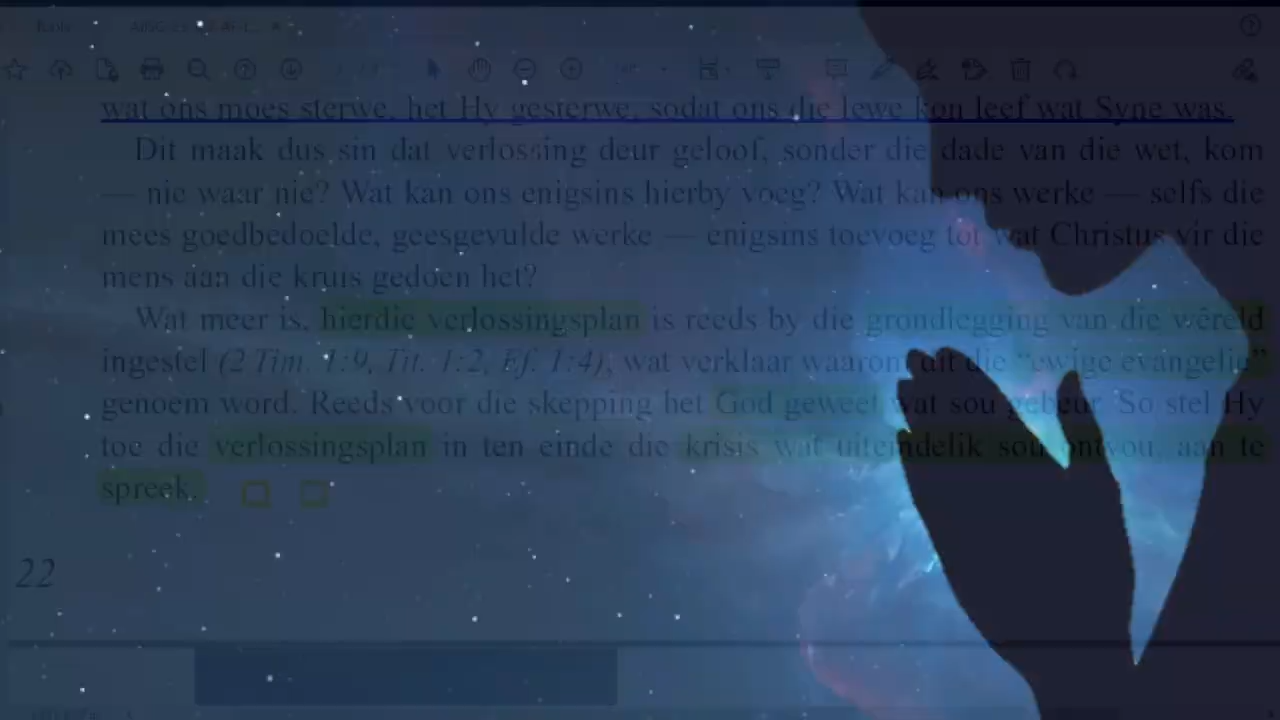 wat ons moes sterwe, het Hy gesterwe, sodat ons die lewe kon leef wat Syne was.
Dit maak dus sin dat verlossing deur geloof, sonder die dade van die wet, kom
— nie waar nie? Wat kan ons enigsins hierby voeg? Wat kan ons werke — selfs die
mees goedbedoelde, geesgevulde werke — enigsins toevoeg tot wat Christus vir die
mens aan die kruis gedoen het?
Wat meer is, hierdie verlossingsplan is reeds by die grondlegging van die wêreld
ingestel (2 Tim. 1:9, Tit. 1:2, Ef. 1:4), wat verklaar waarom dit die “ewige evangelie”
genoem word. Reeds voor die skepping het God geweet wat sou gebeur. So stel Hy
toe die verlossingsplan in ten einde die krisis wat uiteindelik sou ontvou, aan te
spreek.
22